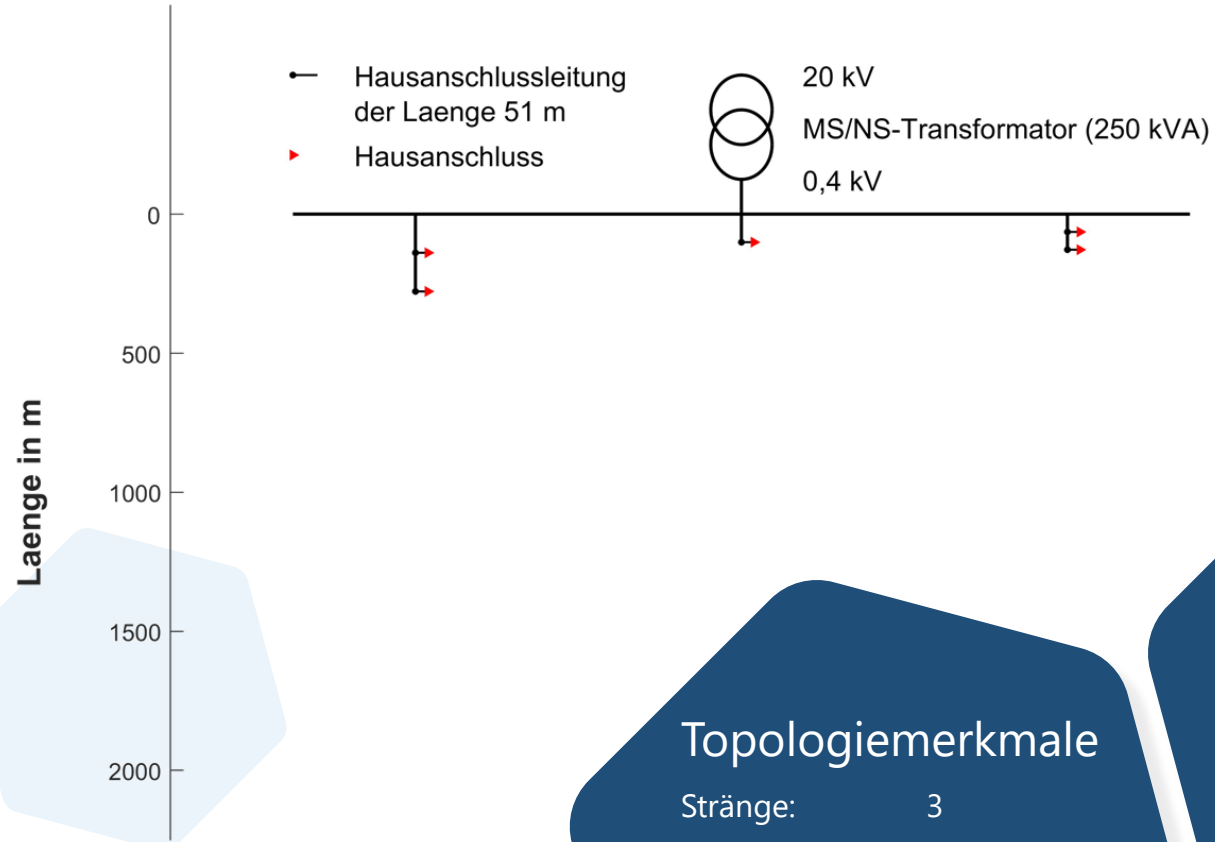 Hausanschlussleitung
der Laenge 51 m
Hausanschluss
20 kV
MS/NS-Transformator (250 kVA)
0,4 kV
0
500
1000
1500
2000
Laenge in m
Topologiemerkmale
Stränge: 3